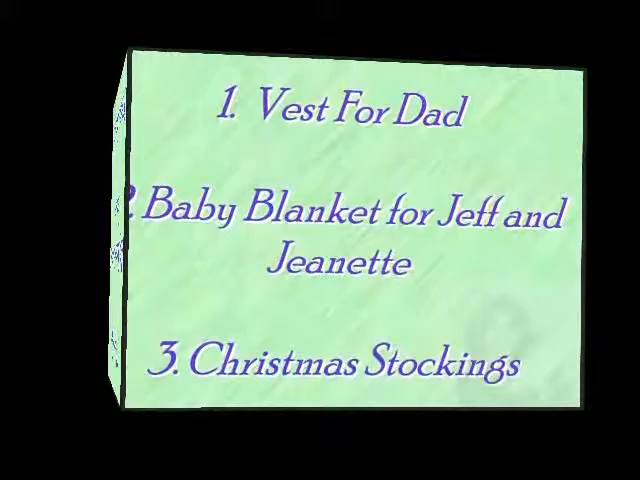 1. Vest For Dad
2. Baby Blanket for Jeff and
Jeanette
3. Christmas Stockings